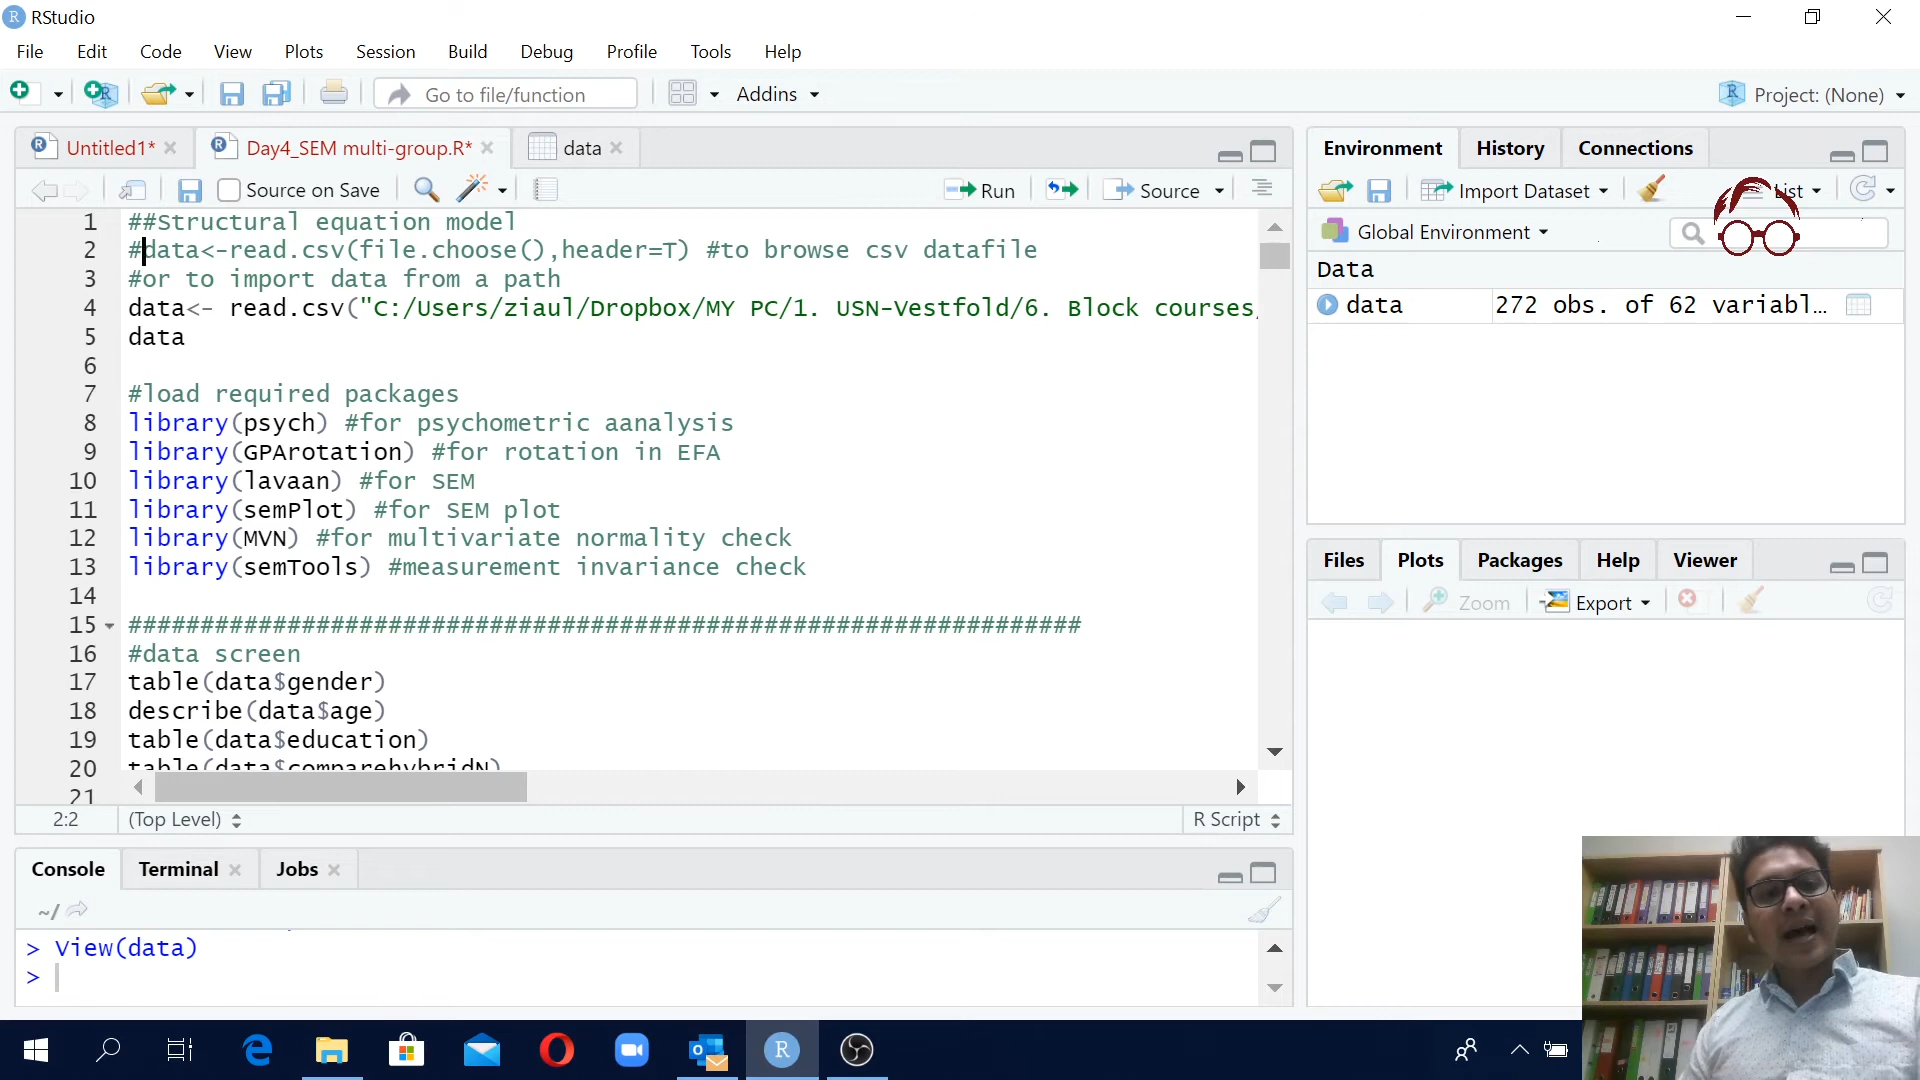 RStudio
File Edit Code View Plots Session Build Debug Profile Tools Help
Go to file/function Addins Project: (None)
Untitled1* Day4_SEM multi-group.R* data
Source on Save Run Source
1 ##Structural equation model
2 #data<-read.csv(file.choose(),header=T) #to browse csv datafile
3 #or to import data from a path
4 data<- read.csv("C:/Users/ziaul/Dropbox/MY PC/1. USN-Vestfold/6. Block courses,
5 data
6
7 #load required packages
8 library(psych) #for psychometric aanalysis
9 library(GPArotation) #for rotation in EFA
10 library(lavaan) #for SEM
11 library(semPlot) #for SEM plot
12 library(MVN) #for multivariate normality check
13 library(semTools) #measurement invariance check
14
15 ##################################################################
16 #data screen
17 table(data$gender)
18 describe(data$age)
19 table(data$education)
20 table(data$comparehybridN)
21
2:2 (Top Level) R Script
Console Terminal Jobs
~/
> View(data)
>
Environment History Connections
Import Dataset List
Global Environment
Data
data 272 obs. of 62 variabl...
Files Plots Packages Help Viewer
Zoom Export